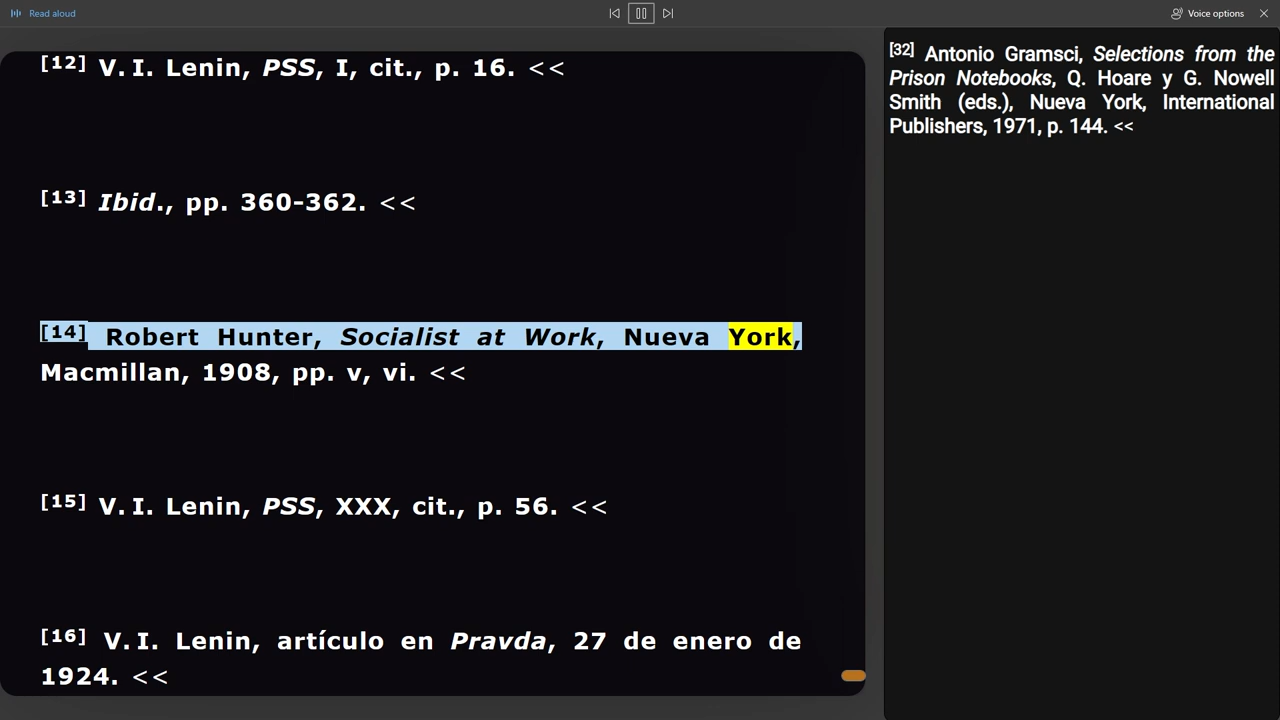 Read aloud
Voice options
[12] V. I. Lenin, PSS, I, cit., p. 16. <<
[13] Ibid., pp. 360-362. <<
[14] Robert Hunter, Socialist at Work, Nueva York,
Macmillan, 1908, pp. v, vi. <<
[15] V. I. Lenin, PSS, XXX, cit., p. 56. <<
[16] V. I. Lenin, artículo en Pravda, 27 de enero de
1924. <<
[32] Antonio Gramsci, Selections from the
Prison Notebooks, Q. Hoare y G. Nowell
Smith (eds.), Nueva York, International
Publishers, 1971, p. 144. <<